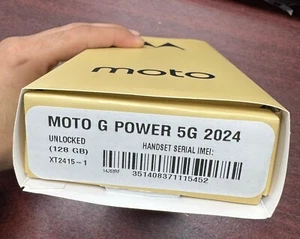 moto
MOTO G POWER 5G 2024
UNLOCKED
(128 GB)
HANDSET SERIAL IMEI:
XT2415-1
351408371115452